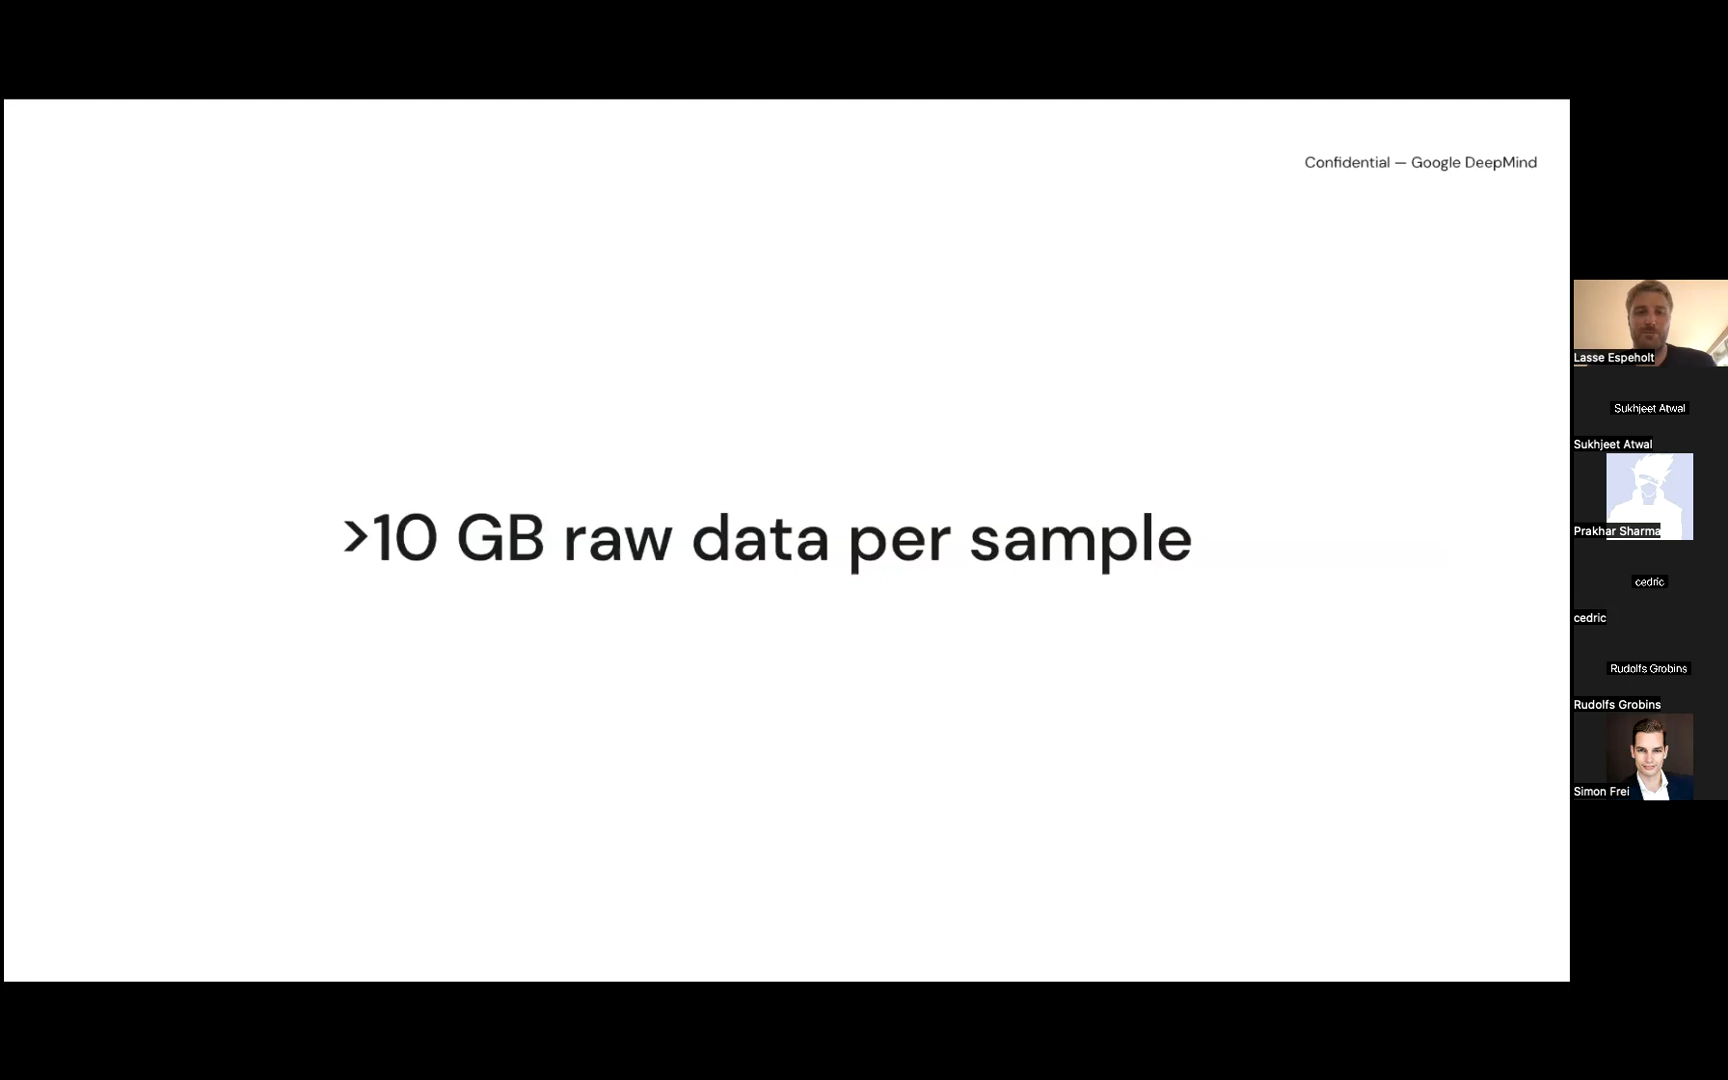 Confidential — Google DeepMind
>10 GB raw data per sample
Lasse Espeholt
Sukhjeet Atwal
Sukhjeet Atwal
Prakhar Sharma
cedric
cedric
Rudolfs Grobins
Rudolfs Grobins
Simon Frei